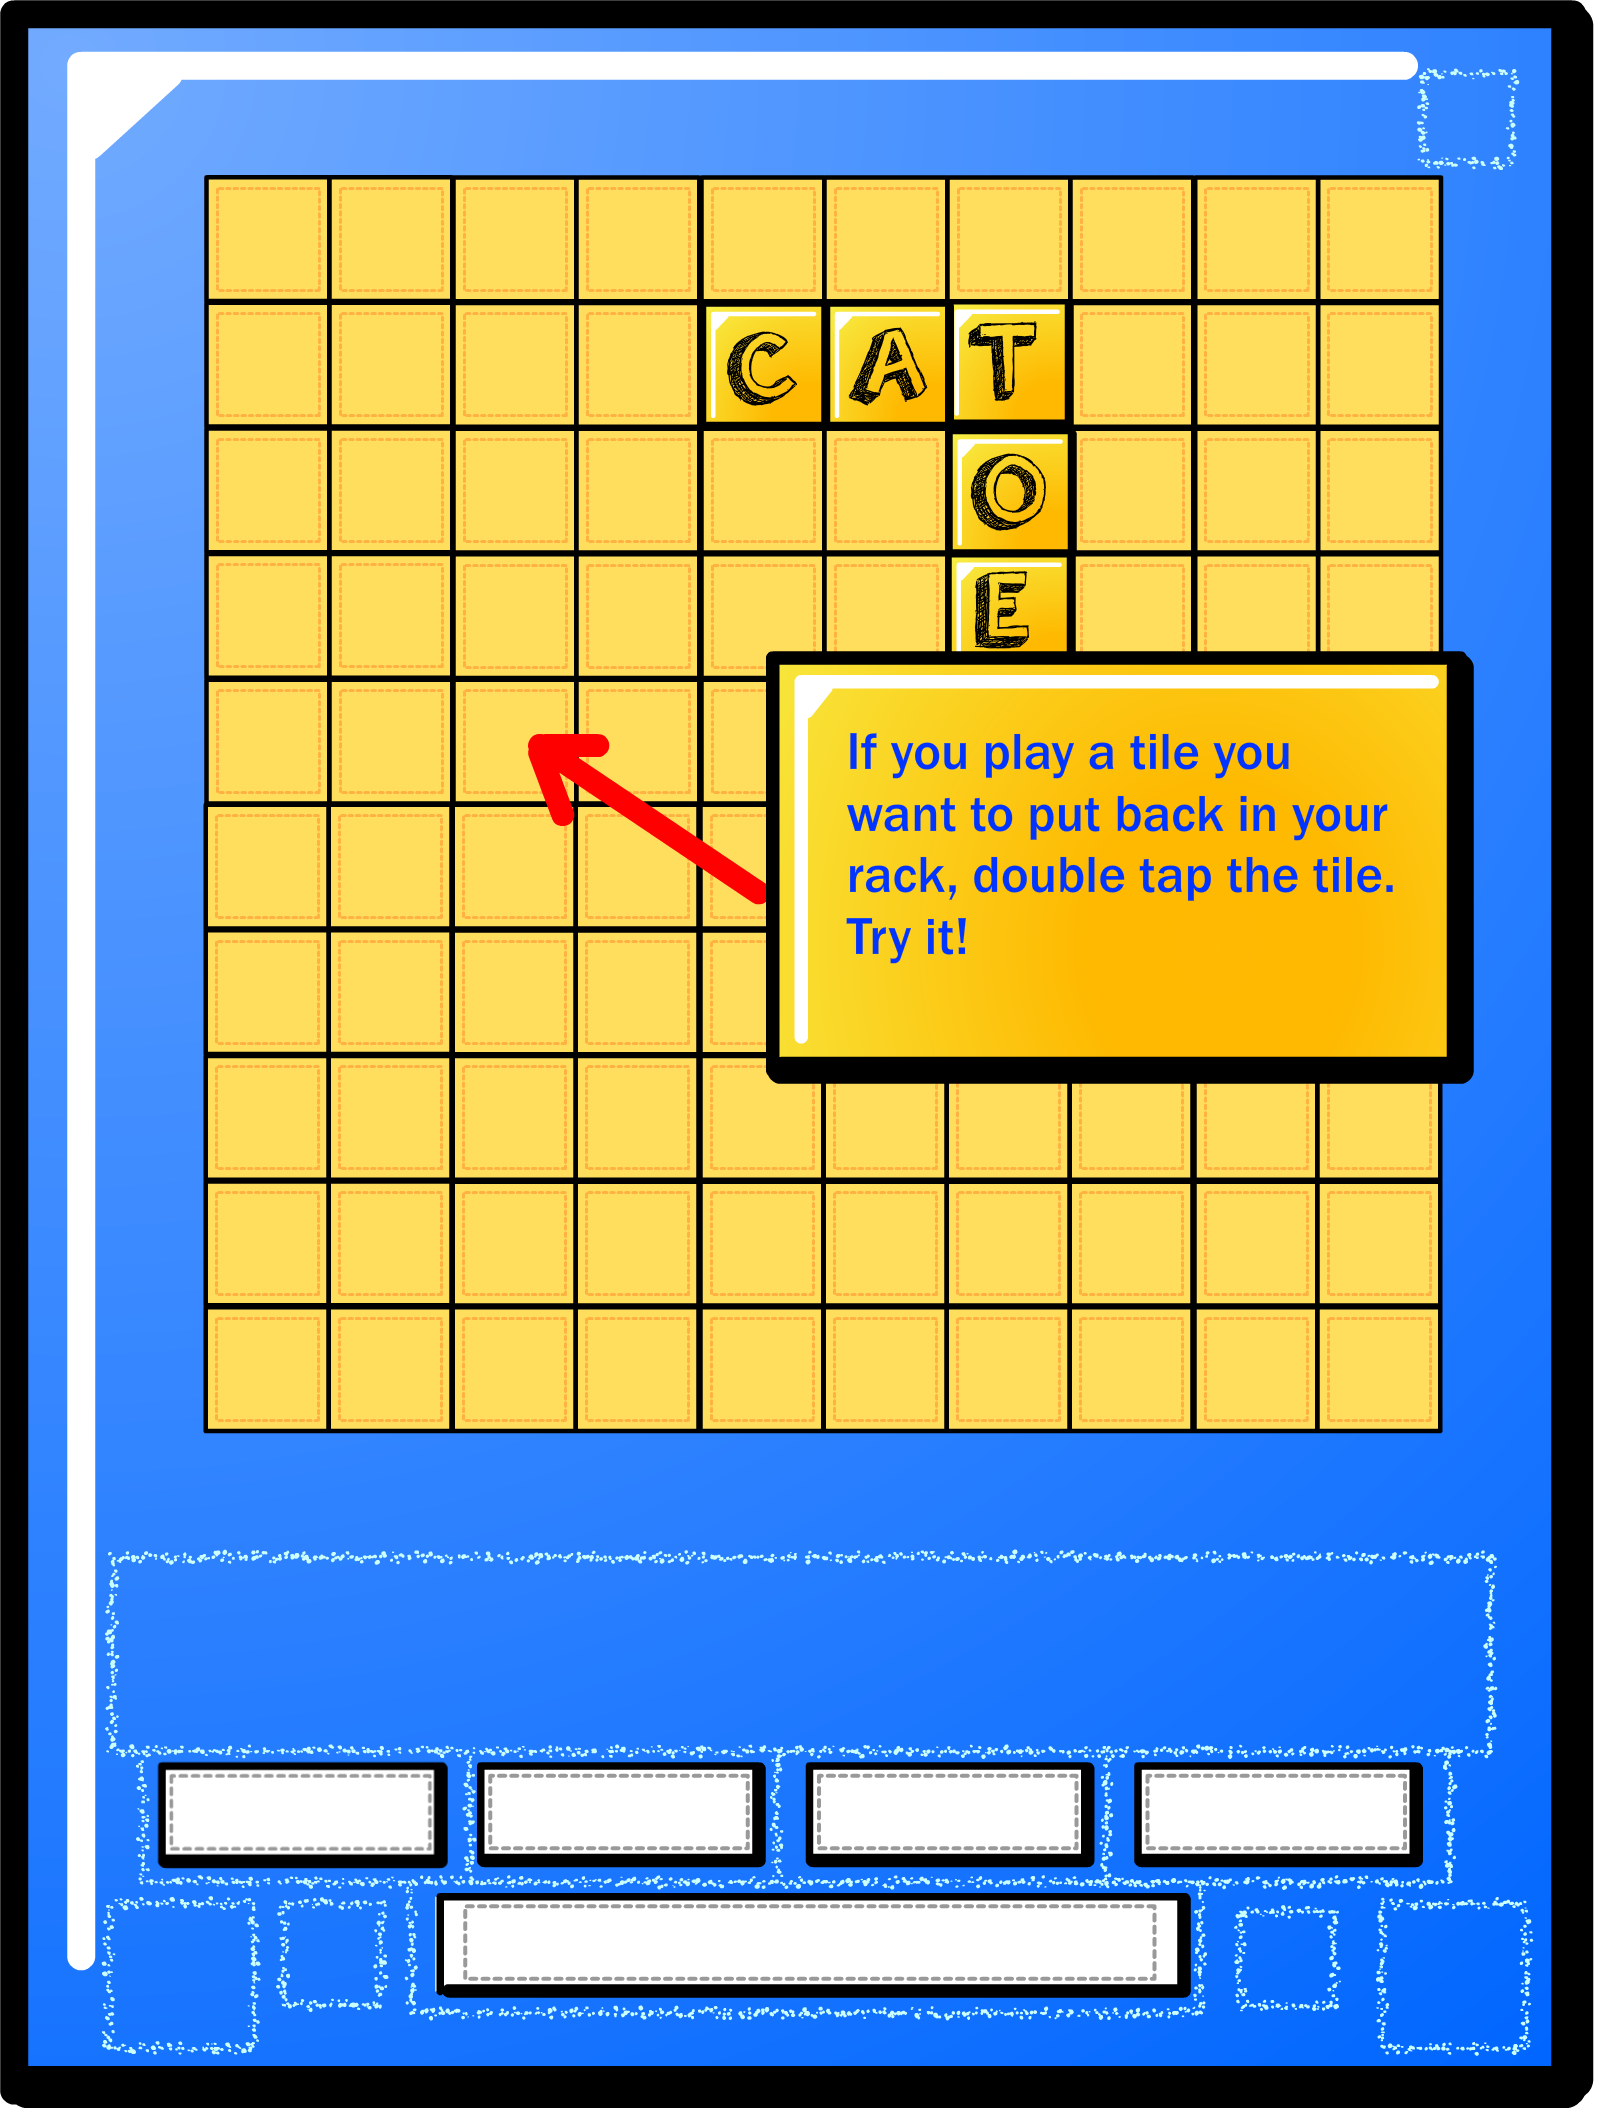 CAT
O
E
If you play a tile you
want to put back in your
rack, double tap the tile.
Try it!